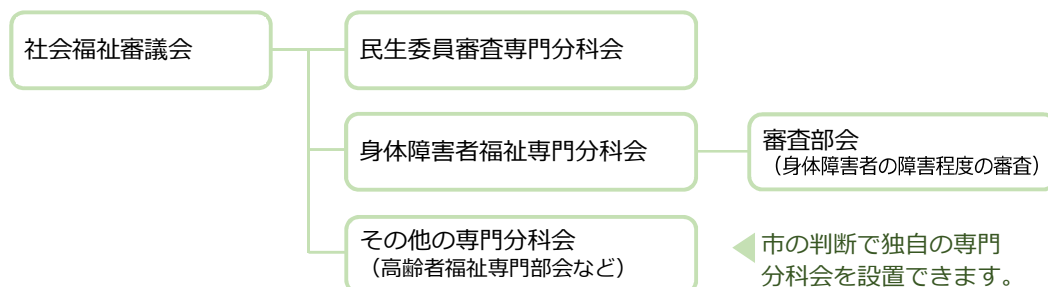 社会福祉審議会
民生委員審査専門分科会
身体障害者福祉専門分科会
審査部会
（身体障害者の障害程度の審査）
その他の専門分科会
（高齢者福祉専門部会など）
市の判断で独自の専門
分科会を設置できます。